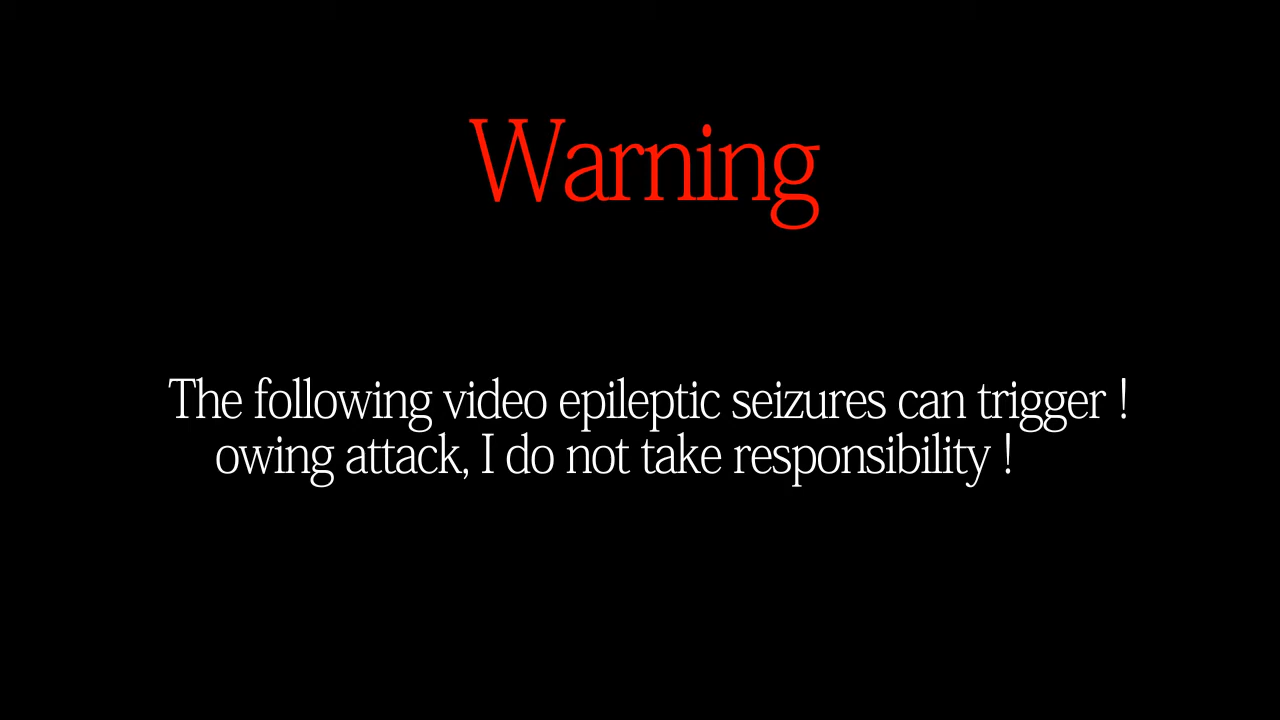 Warning
The following video epileptic seizures can trigger !
owing attack, I do not take responsibility !